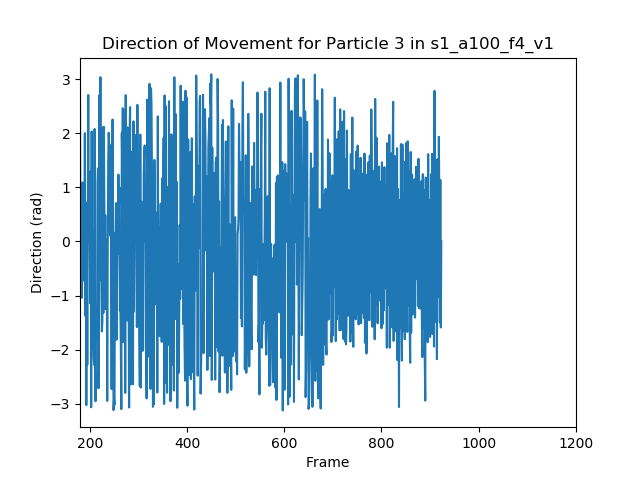 Direction of Movement for Particle 3 in s1_a100_f4_v1
Direction (rad)
3
2
1
0
−1
−2
−3
200 400 600 800 1000 1200
Frame